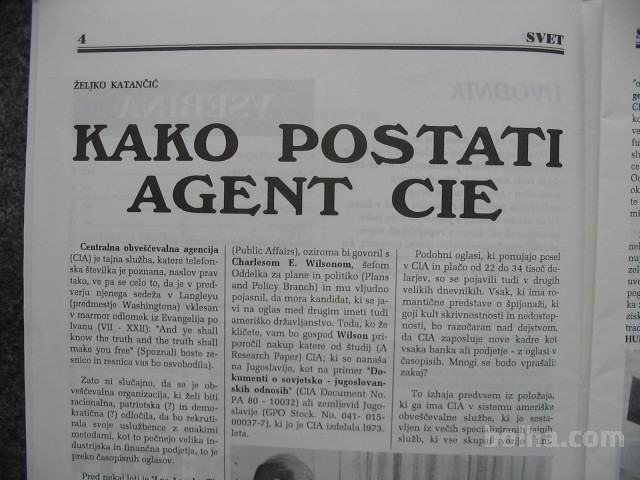 4
SVET
ŽELJKO KATANČIĆ
KAKO POSTATI
AGENT CIE
Centralna obveščevalna agencija
(CIA) je tajna služba, katere telefon-
ska številka je poznana, naslov prav
tako, ve pa se celo to, da je v pred-
verju njenega sedeža v Langleyu
(predmestje Washingtona) vklesan
v marmor odlomek iz Evangelija po
Ivanu (VII - XXII): "And ye shall
know the truth and the truth shall
make you free" (Spoznali boste res-
nico in resnica vas bo osvobodila).
Zato ni slučajno, da so je ob-
veščevalna organizacija, ki želi biti
racionalna, patriotska (?) in demo-
kratična (?) odločila, da bo rekruti-
rala svoje uslužbence z enakimi
metodami, kot to počnejo velika in-
dustrijska in finančna podjetja, to je
preko časopisnih oglasov.
(Public Affairs), oziroma bi govoril s
Charlesom E. Wilsonom, šefom
Oddelka za plane in politiko (Plans
and Policy Branch) in mu vljudno
pojasnil, da mora kandidat, ki se ja-
vi na oglas med drugim imeti tudi
ameriško državljanstvo. Toda, ko že
kličete, vam bo gospod Wilson pri-
poročil nakup katere od študij (A
Research Paper) CIA; ki se nanaša
na Jugoslavijo, kot na primer "Do-
kumenti o sovjetsko - jugoslovan-
skih odnosih" (CIA Document No.
PA 80 - 10032) ali zemljevid Jugo-
slavije (GPO Stock. No. 041- 015-
00037-7), ki jo je CIA izdelala 1973.
leta.
Podobni oglasi, ki ponujajo posel
v CIA in plačo od 22 do 34 tisoč do-
larjev, so se pojavili tudi v drugih
velikih dnevnikih. Vsak, ki ima ro-
mantične predstave o špijonaži, ki
goji kult skrivnostnosti in nedostop-
nosti, bo razočaran nad dejstvom,
da CIA zaposluje nove kadre kot
vsaka banka ali podjetje - z oglasi v
časopisih. Mnogi se bodo vprašali:
zakaj?
To izhaja predvsem iz položaja,
ki ga ima CIA v sistemu ameriške
obveščevalne službe, ki je sestav-
ljen iz večih specializiranih tajnih
služb, ki vse skupaj
bolha.com